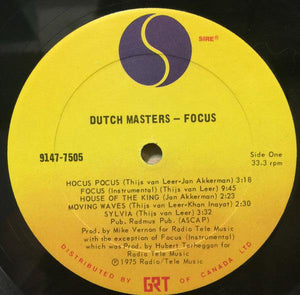 SIRE®
DUTCH MASTERS – FOCUS
9147-7505
Side One
33.3 rpm
HOCUS POCUS (Thijs van Leer-Jan Akkerman) 3:18
FOCUS (Instrumental) (Thijs van Leer) 9:45
HOUSE OF THE KING (Jan Akkerman) 2:23
MOVING WAVES (Thijs van Leer-Khan Inayat) 2:30
SYLVIA (Thijs van Leer) 3:32
Pub. Radmus Pub. (ASCAP)
Prod. by Mike Vernon for Radio Tele Music
with the exception of Focus (Instrumental)
which was Prod. by Hubert Terheggen for
Radio Tele Music
℗1975 Radio/Tele Music
DISTRIBUTED BY GRT OF CANADA LTD